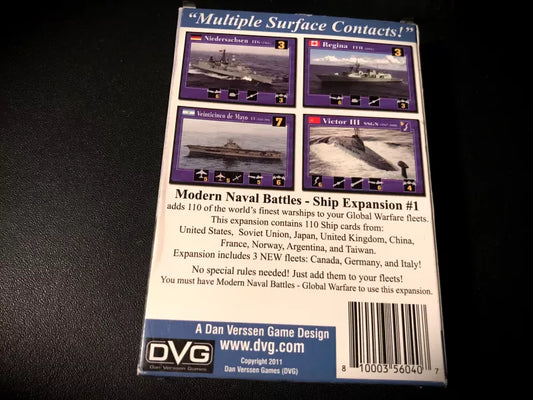 "Multiple Surface Contacts!"
Niedersachsen
3
3
Regina
3
3
Veinticinco de Mayo
7
6
Victor III SSGN
4
Modern Naval Battles - Ship Expansion #1
adds 110 of the world's finest warships to your Global Warfare fleets.
This expansion contains 110 Ship cards from:
United States, Soviet Union, Japan, United Kingdom, China,
France, Norway, Argentina, and Taiwan.
Expansion includes 3 NEW fleets: Canada, Germany, and Italy!
No special rules needed! Just add them to your fleets!
You must have Modern Naval Battles - Global Warfare to use this expansion.
A Dan Verssen Game Design
www.dvg.com
Copyright 2011
Dan Verssen Games (DVG)
DVG
Dan Verssen Games
8 10003 56040 7